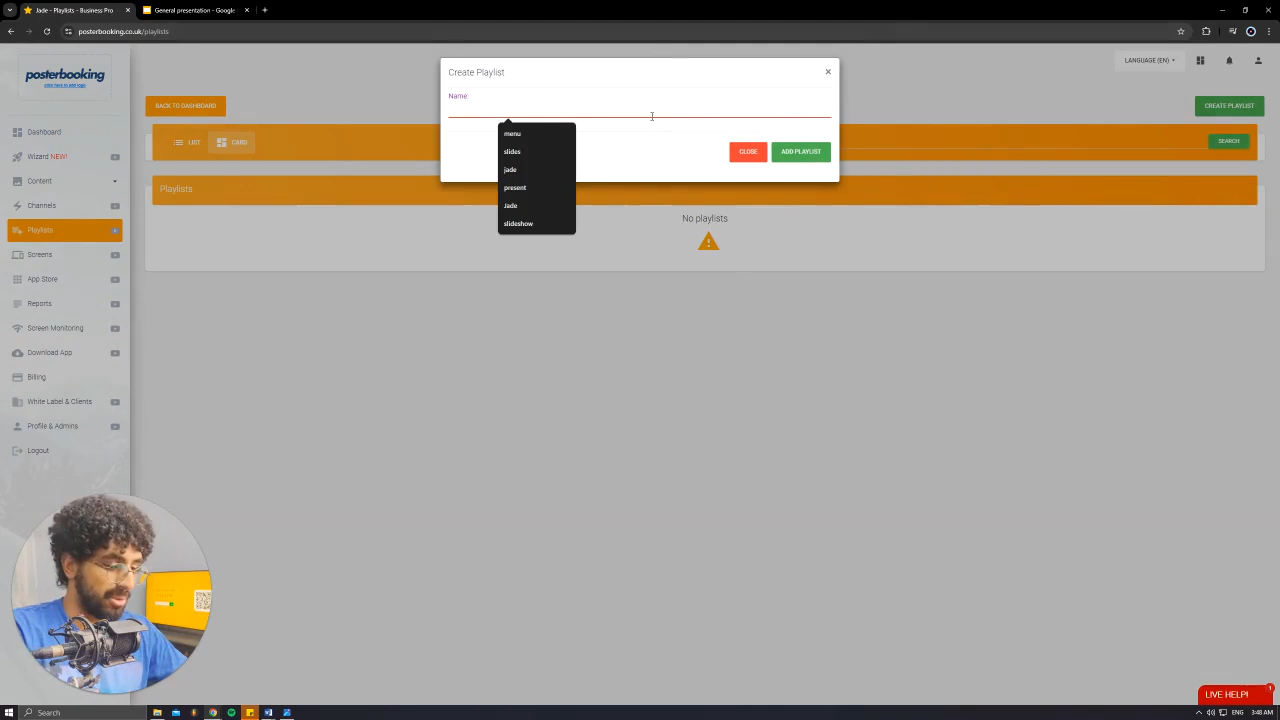 Jade - Playlists - Business Pro
General presentation - Google
posterbooking.co.uk/playlists
posterbooking
click here to add logo
LANGUAGE (EN)
Create Playlist
×
Name:
menu
slides
jade
present
Jade
slideshow
CLOSE
ADD PLAYLIST
BACK TO DASHBOARD
CREATE PLAYLIST
LIST
CARD
SEARCH
Playlists
No playlists
Dashboard
Wizard NEW!
Content
Channels
Playlists
Screens
App Store
Reports
Screen Monitoring
Download App
Billing
White Label & Clients
Profile & Admins
Logout
LIVE HELP!
1
Search
ENG
3:48 AM